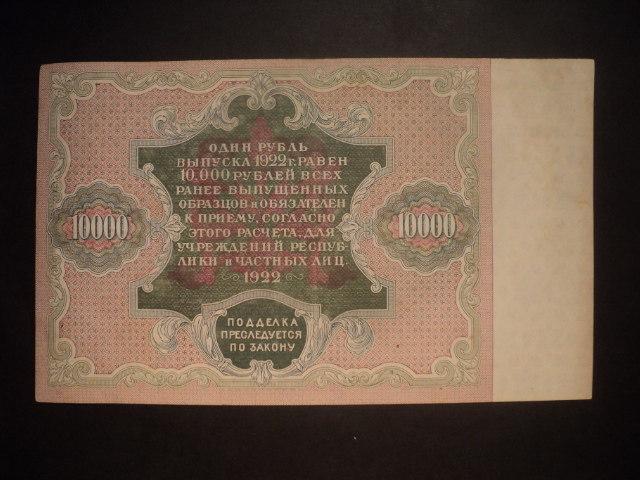 ОДИН РУБЛЬ
ВЫПУСКА 1922 г. РАВЕН
10,000 РУБЛЕЙ ВСЕХ
РАНЕЕ ВЫПУЩЕННЫХ
ОБРАЗЦОВ и ОБЯЗАТЕЛЕН
К ПРИЕМУ, СОГЛАСНО
ЭТОГО РАСЧЕТА, ДЛЯ
УЧРЕЖДЕНИЙ РЕСПУБ-
ЛИКИ и ЧАСТНЫХ ЛИЦ.
1922
10000
10000
ПОДДЕЛКА
ПРЕСЛЕДУЕТСЯ
ПО ЗАКОНУ